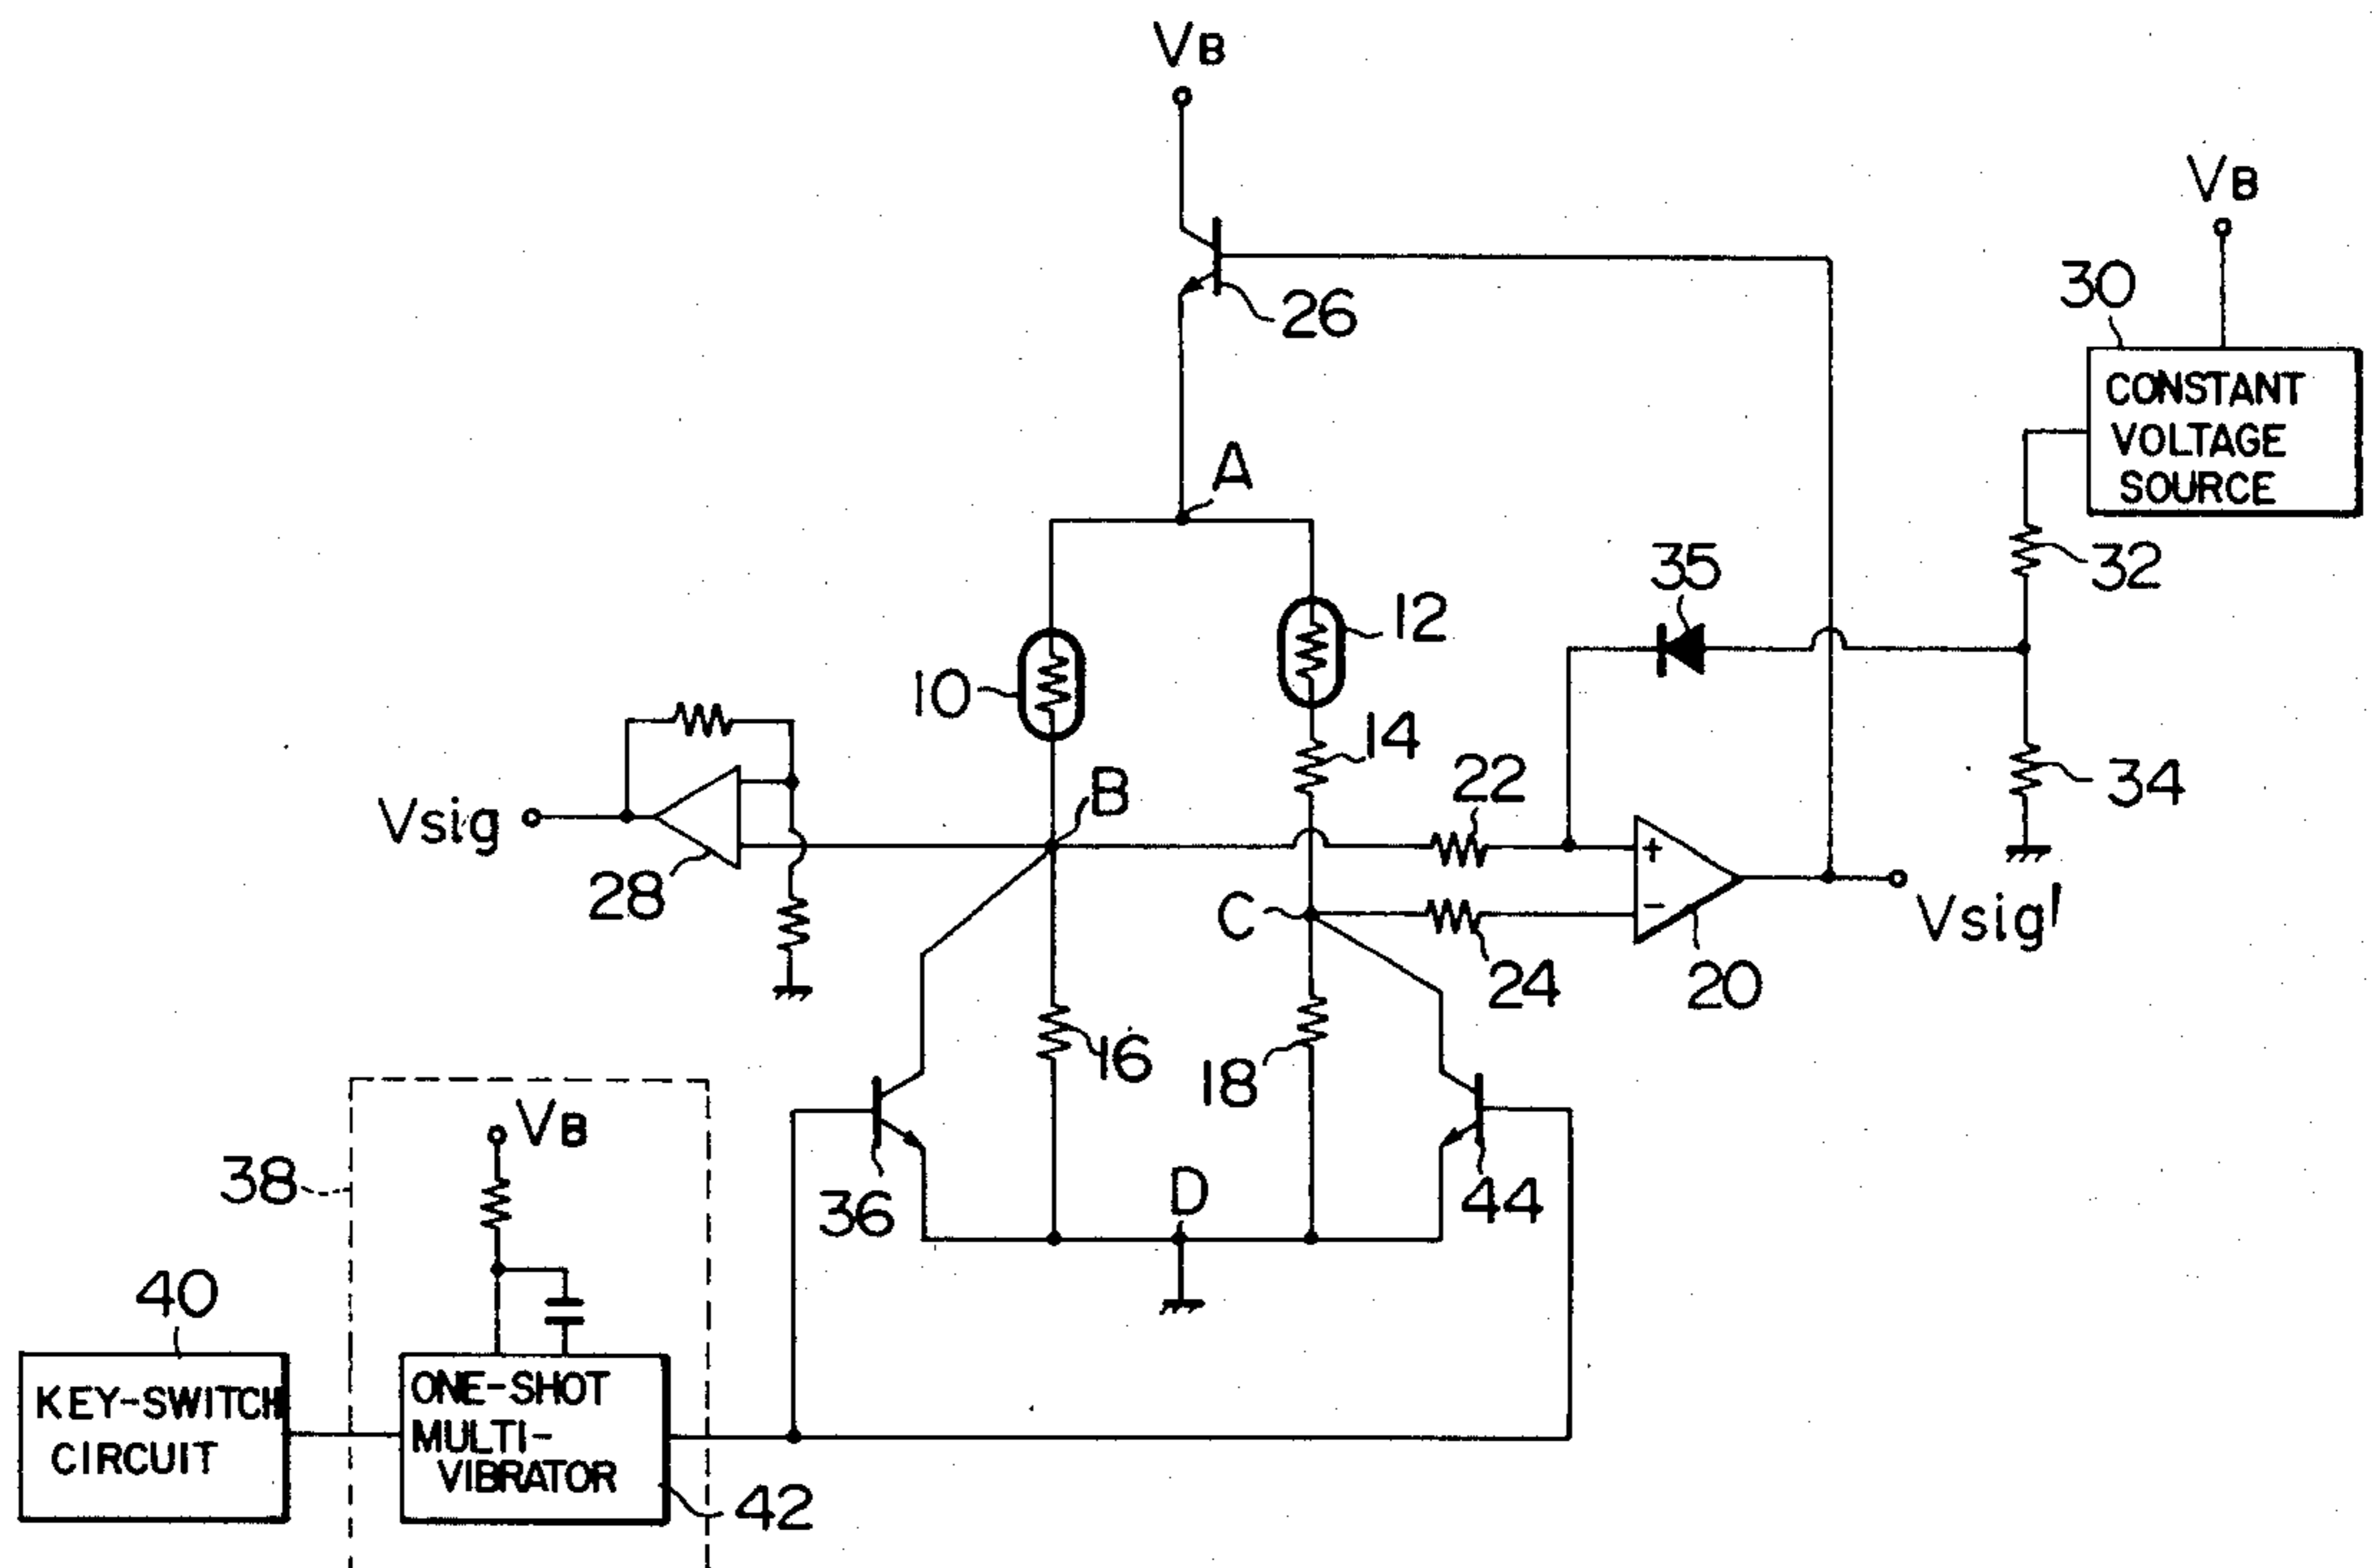 VB
VB
26
30
CONSTANT
VOLTAGE
SOURCE
A
32
35
12
10
14
22
34
B
Vsig
28
C
24
20
Vsig'
16
18
VB
38
36
D
44
40
KEY-SWITCH
CIRCUIT
ONE-SHOT
MULTI-
VIBRATOR
42
+
-